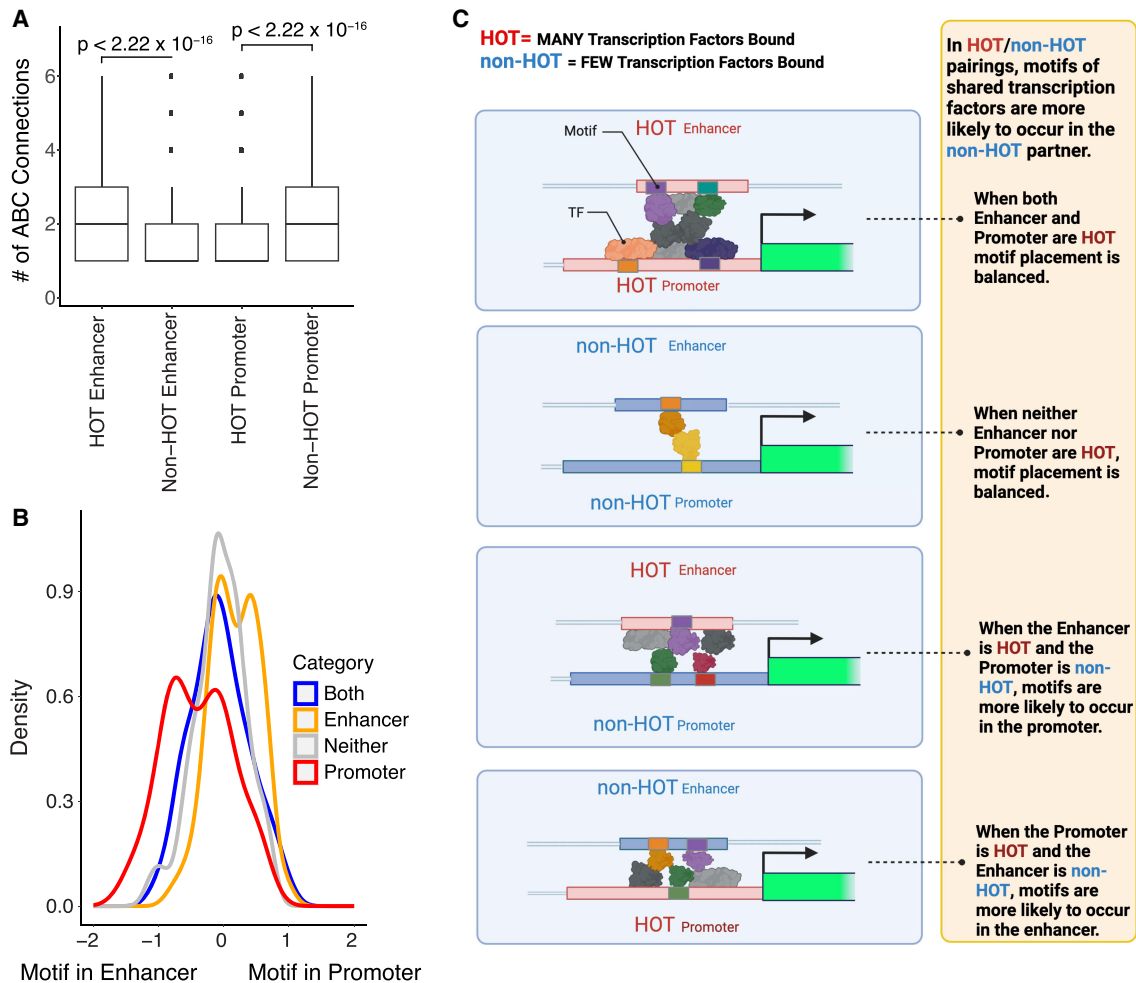 A
p < 2.22 x 10⁻¹⁶
p < 2.22 x 10⁻¹⁶
# of ABC Connections
6
4
2
0
HOT Enhancer
Non−HOT Enhancer
HOT Promoter
Non−HOT Promoter
B
Density
0.9
0.6
0.3
0.0
−2
−1
0
1
2
Motif in Enhancer
Motif in Promoter
Category
Both
Enhancer
Neither
Promoter
C
HOT= MANY Transcription Factors Bound
non-HOT = FEW Transcription Factors Bound
HOT Enhancer
Motif
TF
HOT Promoter
non-HOT Enhancer
non-HOT Promoter
HOT Enhancer
non-HOT Promoter
non-HOT Enhancer
HOT Promoter
In HOT/non-HOT
pairings, motifs of
shared transcription
factors are more
likely to occur in the
non-HOT partner.
When both
Enhancer and
Promoter are HOT
motif placement is
balanced.
When neither
Enhancer nor
Promoter are HOT,
motif placement is
balanced.
When the Enhancer
is HOT and the
Promoter is non-
HOT, motifs are
more likely to occur
in the promoter.
When the Promoter
is HOT and the
Enhancer is non-
HOT, motifs are
more likely to occur
in the enhancer.